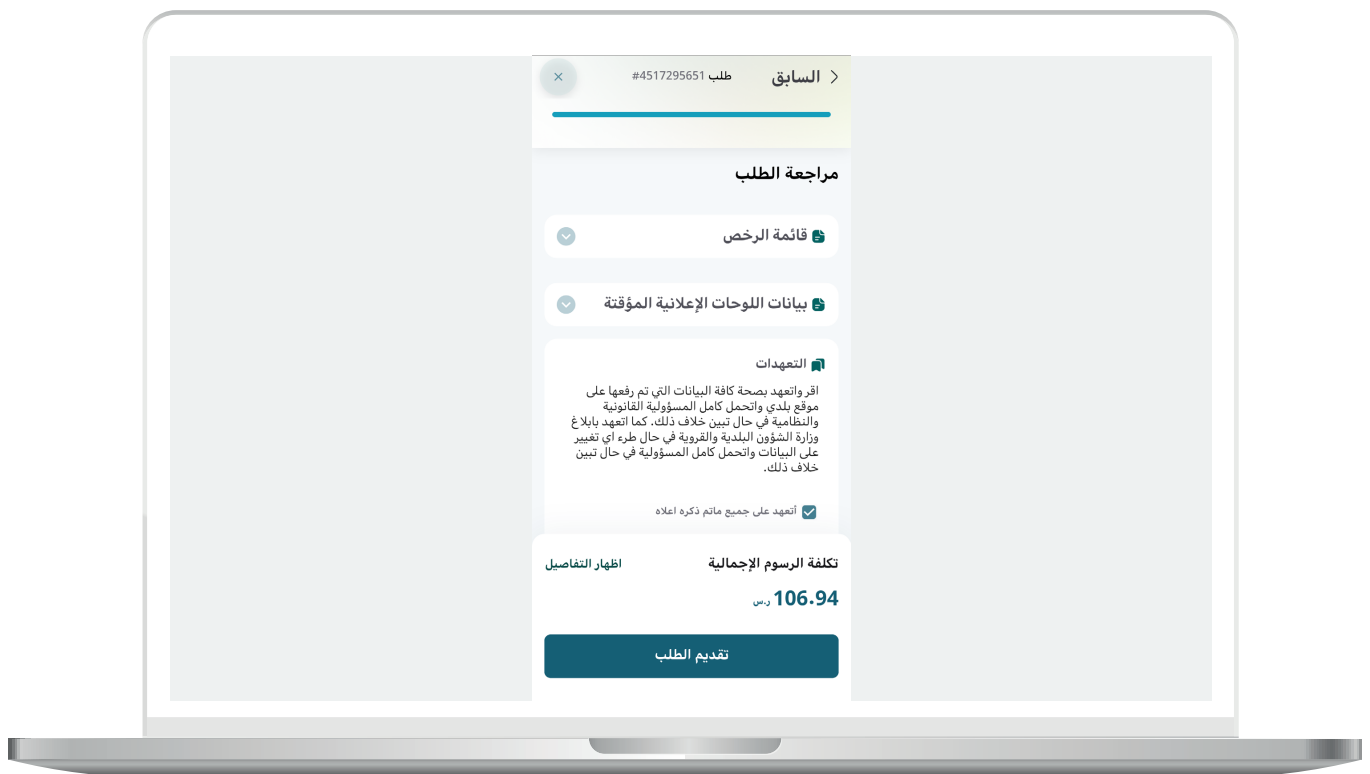 السابق
طلب 4517295651#
مراجعة الطلب
قائمة الرخص
بيانات اللوحات الإعلانية المؤقتة
التعهدات
اقر واتعهد بصحة كافة البيانات التي تم رفعها على
موقع بلدي واتحمل كامل المسؤولية القانونية
والنظامية في حال تبين خلاف ذلك. كما اتعهد بابلاغ
وزارة الشؤون البلدية والقروية في حال طرء اي تغيير
على البيانات واتحمل كامل المسؤولية في حال تبين
خلاف ذلك.
أتعهد على جميع ماتم ذكره اعلاه
تكلفة الرسوم الإجمالية
اظهار التفاصيل
106.94 ر.س
تقديم الطلب